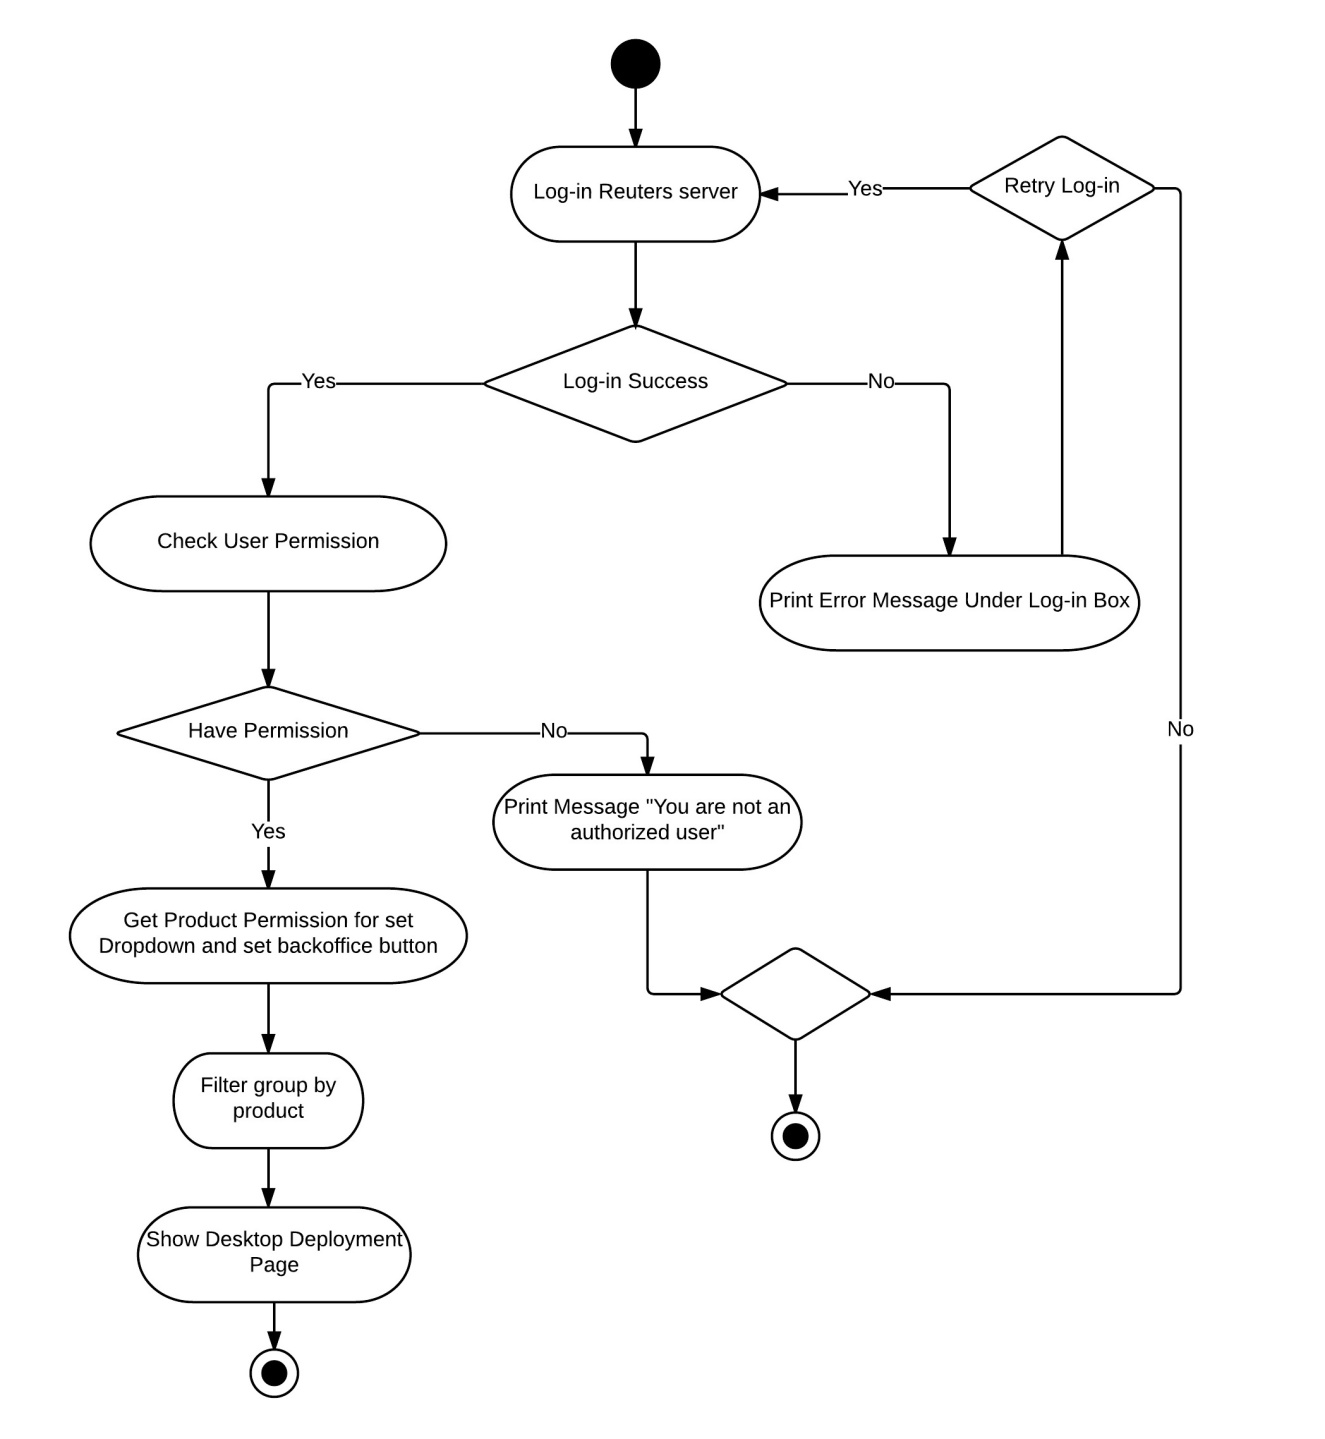 Log-in Reuters server
Yes
Retry Log-in
Yes
Log-in Success
No
Check User Permission
Print Error Message Under Log-in Box
Have Permission
No
No
Print Message "You are not an
authorized user"
Yes
Get Product Permission for set
Dropdown and set backoffice button
Filter group by
product
Show Desktop Deployment
Page